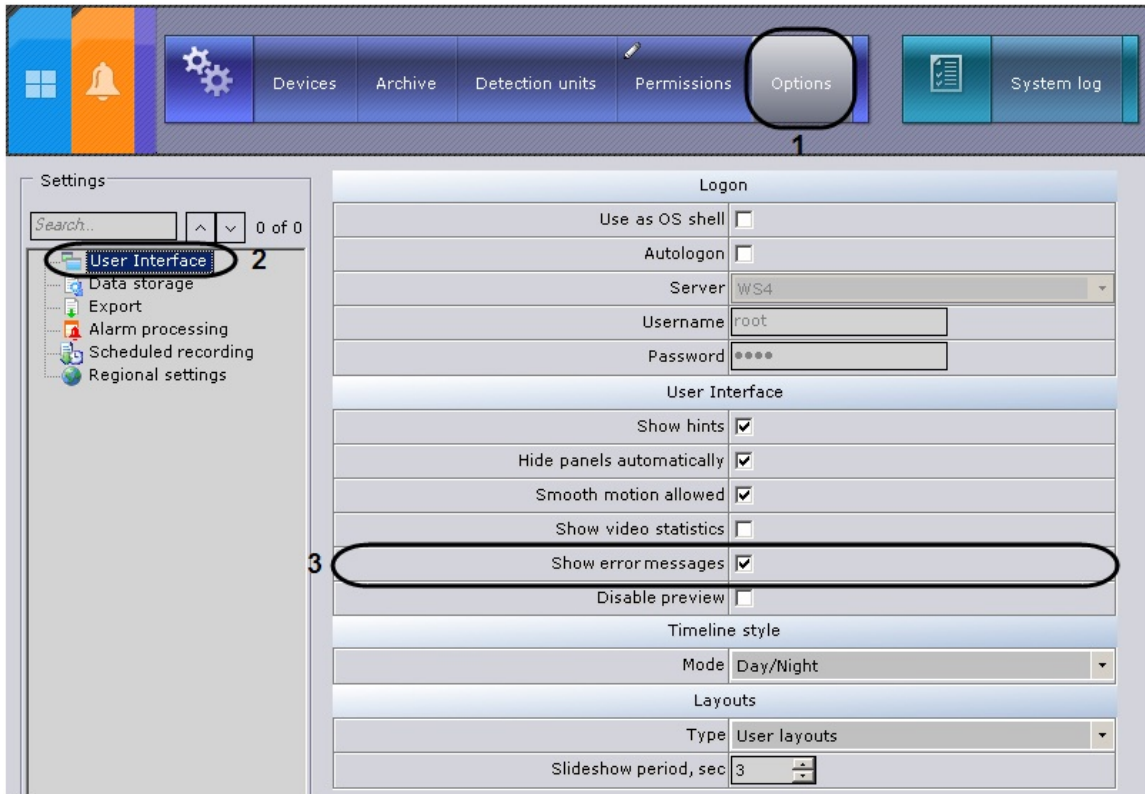 Devices Archive Detection units Permissions Options System log
1
Settings
Search... 0 of 0
User Interface 2
Data storage
Export
Alarm processing
Scheduled recording
Regional settings
Logon
Use as OS shell
Autologon
Server WS4
Username root
Password ••••
User Interface
Show hints
Hide panels automatically
Smooth motion allowed
Show video statistics
3 Show error messages
Disable preview
Timeline style
Mode Day/Night
Layouts
Type User layouts
Slideshow period, sec 3